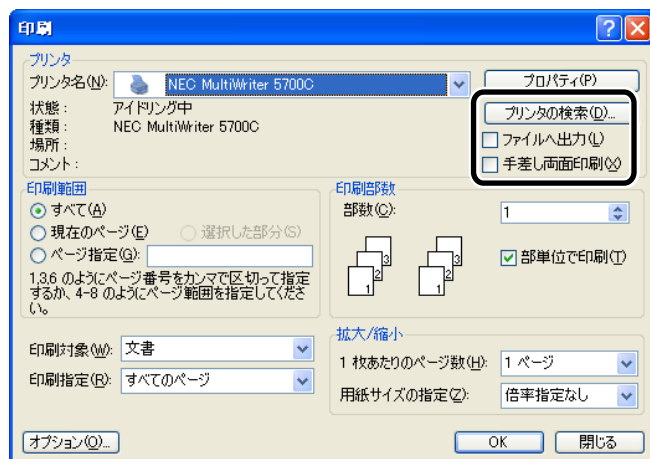 印刷
プリンタ
プリンタ名(N): NEC MultiWriter 5700C
プロパティ(P)
状態： アイドリング中
プリンタの検索(D)...
種類： NEC MultiWriter 5700C
ファイルへ出力(L)
場所：
手差し両面印刷(X)
コメント：
印刷範囲
すべて(A)
現在のページ(E) 選択した部分(S)
ページ指定(G):
1,3,6 のようにページ番号をカンマで区切って指定
するか、4-8 のようにページ範囲を指定してくださ
い。
印刷部数
部数(C): 1
1 2 3 1 2 3
部単位で印刷(T)
印刷対象(W): 文書
印刷指定(R): すべてのページ
拡大/縮小
1 枚あたりのページ数(H): 1 ページ
用紙サイズの指定(Z): 倍率指定なし
オプション(O)...
OK
閉じる